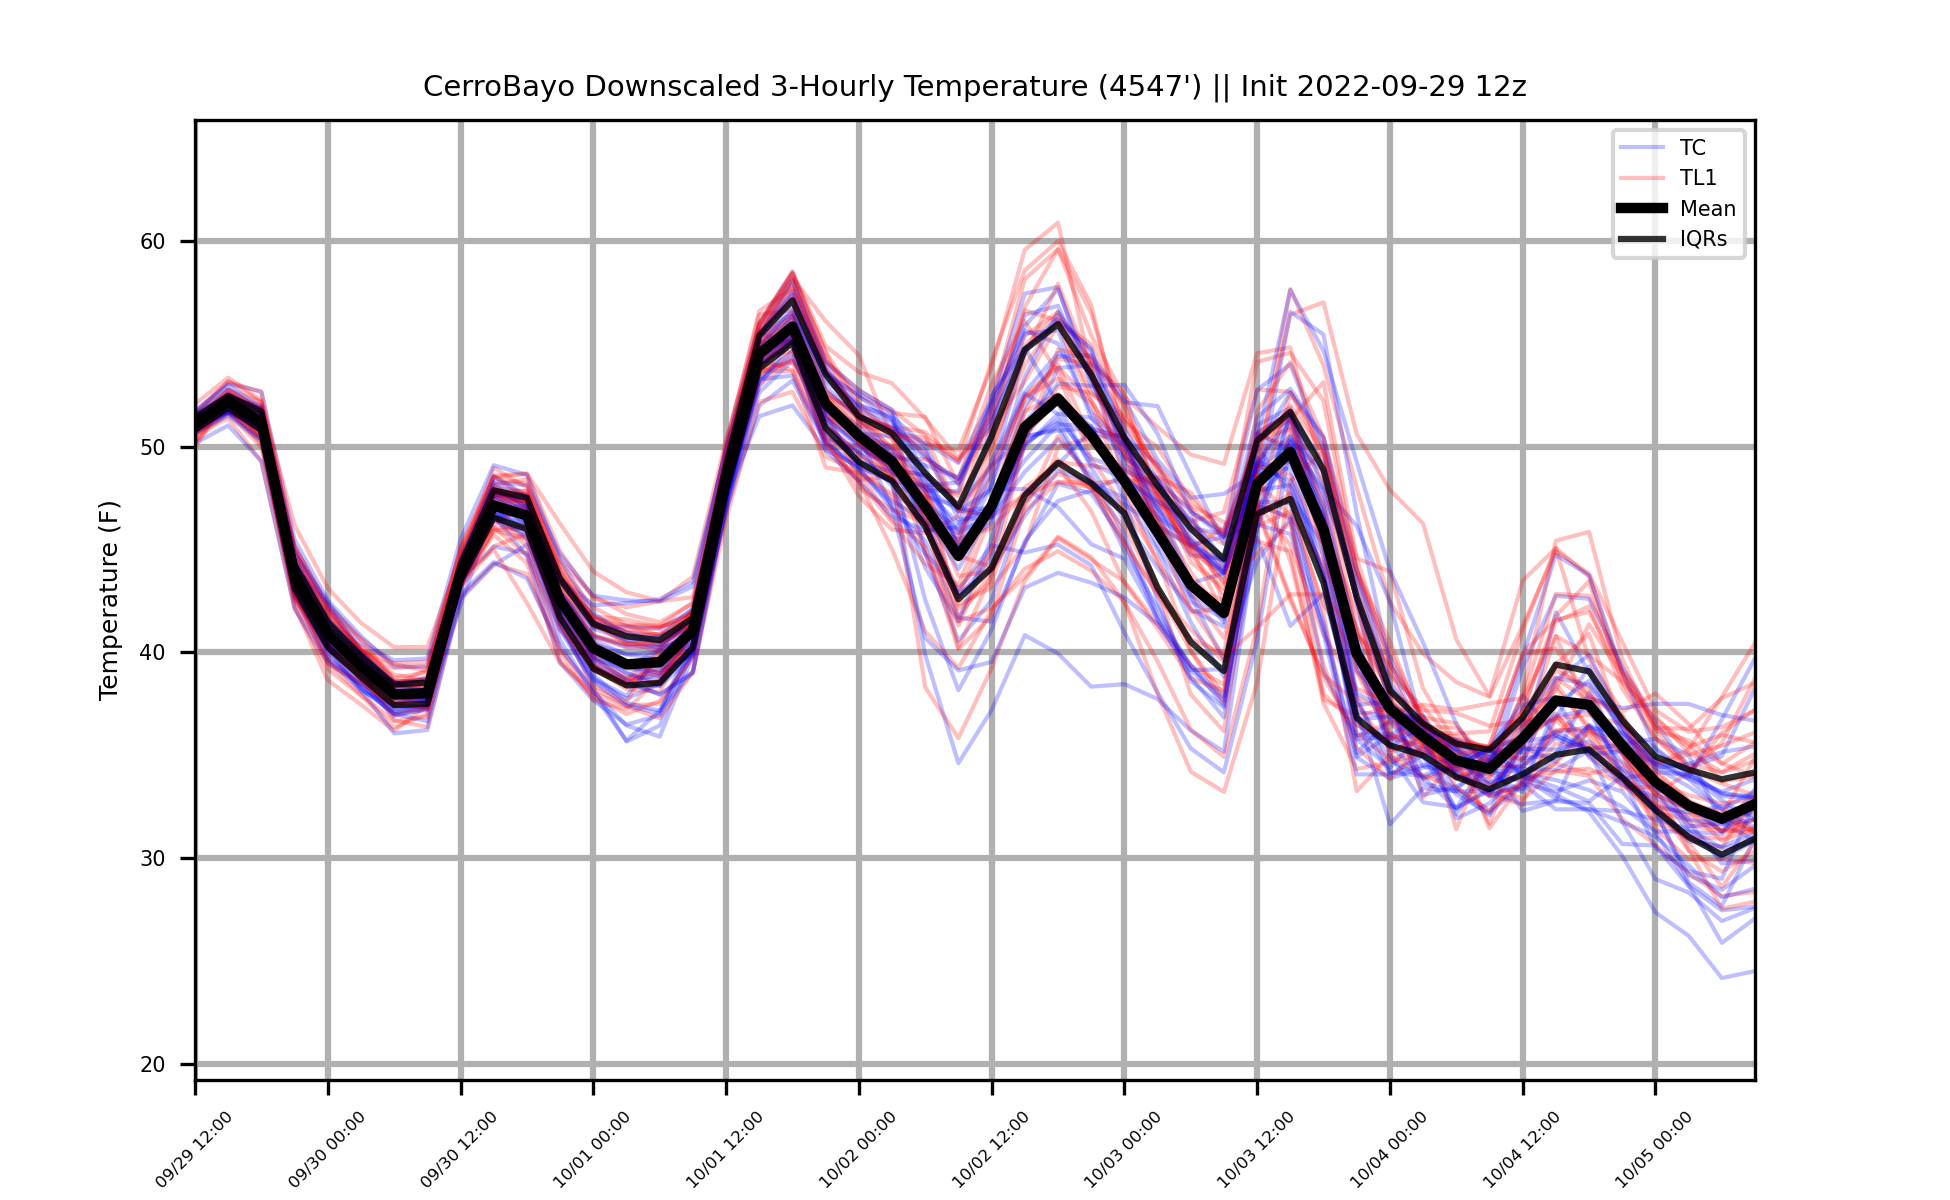 CerroBayo Downscaled 3-Hourly Temperature (4547') || Init 2022-09-29 12z
TC
TL1
Mean
IQRs
Temperature (F)
60
50
40
30
20
09/29 12:00
09/30 00:00
09/30 12:00
10/01 00:00
10/01 12:00
10/02 00:00
10/02 12:00
10/03 00:00
10/03 12:00
10/04 00:00
10/04 12:00
10/05 00:00